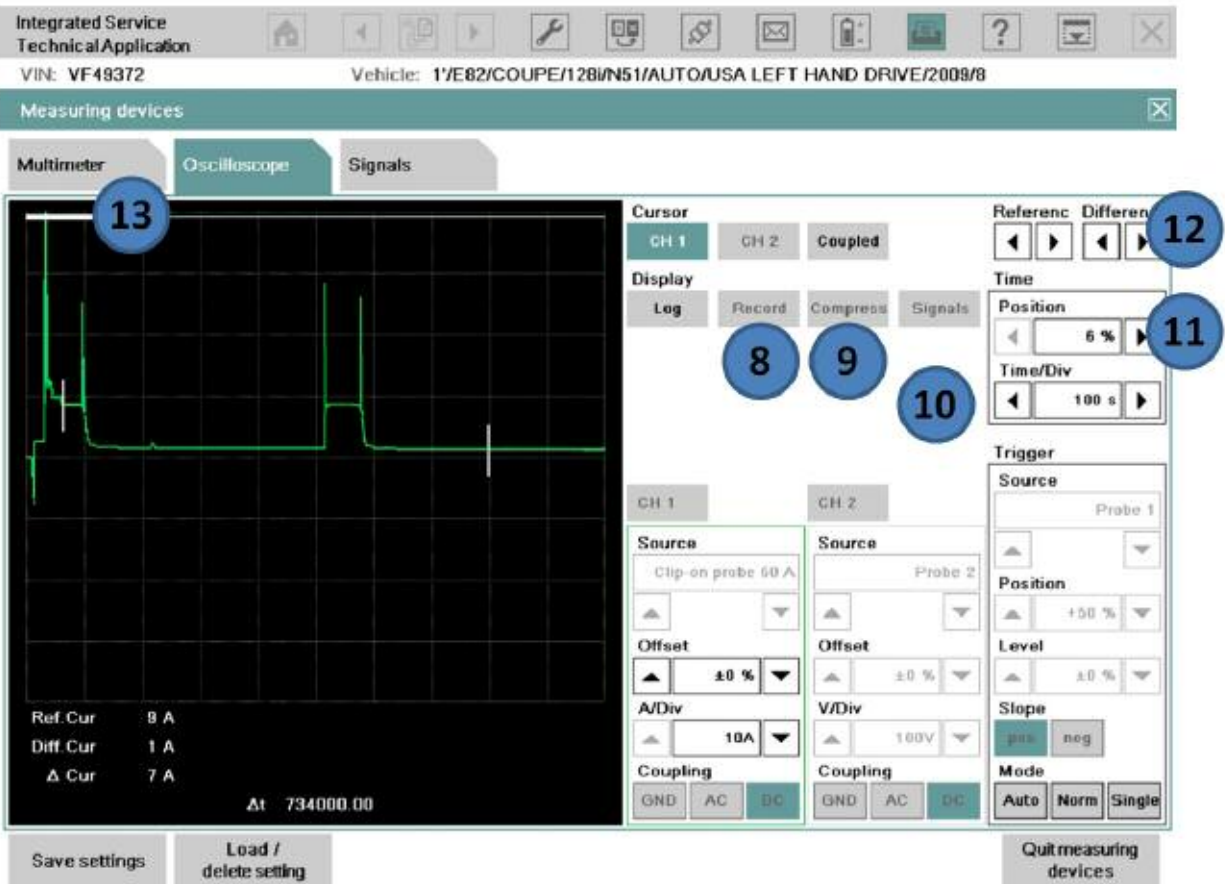 Integrated Service
Technical Application
VIN: VF49372 Vehicle: 1'/E82/COUPE/128i/N51/AUTO/USA LEFT HAND DRIVE/2009/8
Measuring devices
Multimeter Oscilloscope Signals
13
Cursor
CH 1 CH 2 Coupled
Referenc Differen
12
Display
Log Record Compress Signals
8 9 10
Time
Position
6 %
11
Time/Div
100 s
Trigger
Source
Probe 1
Position
+50 %
Level
±0 %
Slope
pos neg
Mode
Auto Norm Single
CH 1
Source
Clip-on probe 60 A
Offset
±0 %
A/Div
10A
Coupling
GND AC DC
CH 2
Source
Probe 2
Offset
±0 %
V/Div
100V
Coupling
GND AC DC
Ref.Cur 9 A
Diff.Cur 1 A
Δ Cur 7 A
Δt 734000.00
Save settings
Load /
delete setting
Quit measuring
devices